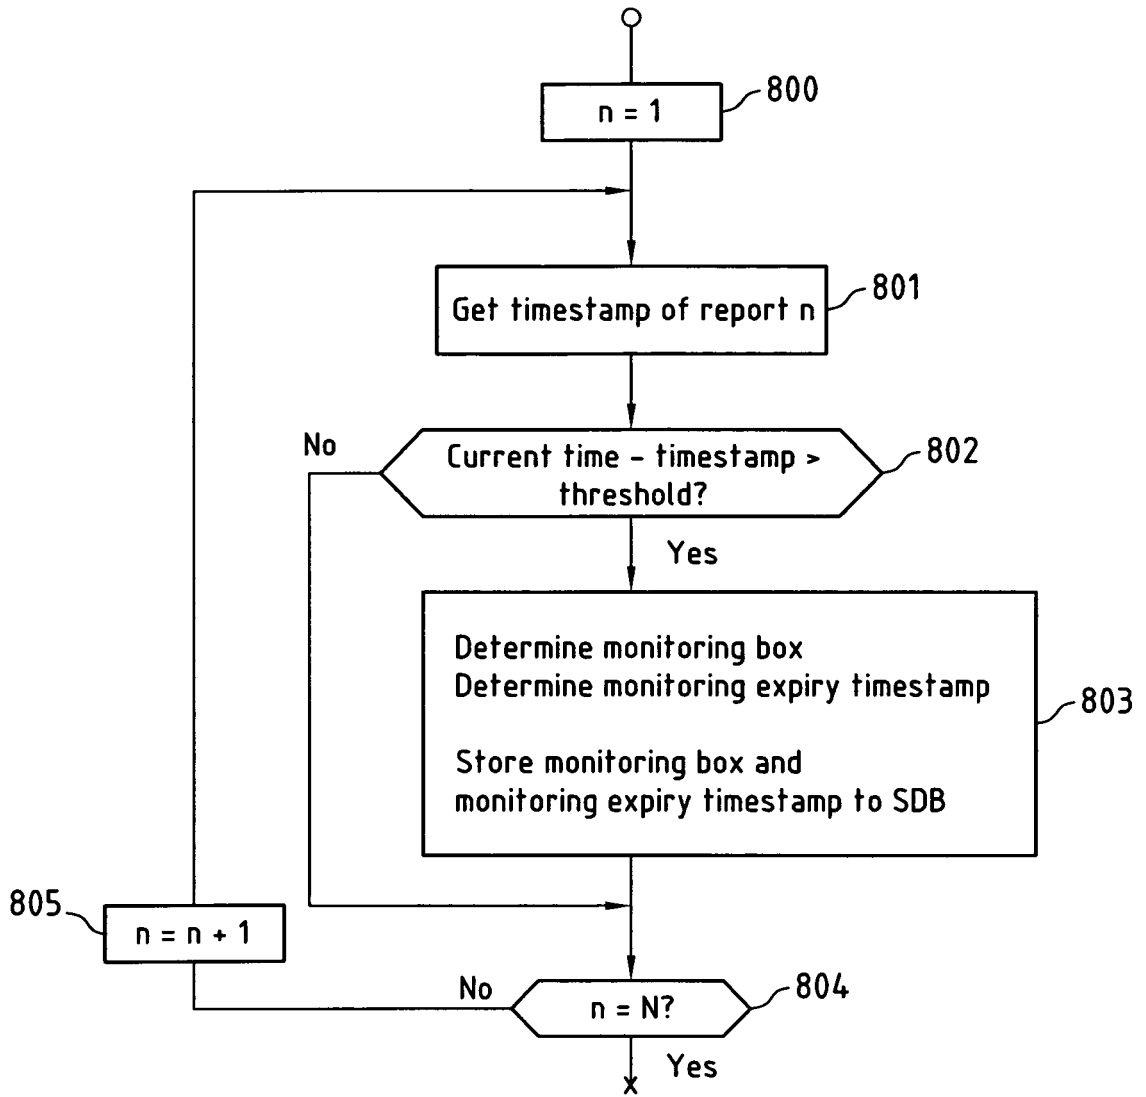 800
n = 1
801
Get timestamp of report n
No
802
Current time – timestamp >
threshold?
Yes
Determine monitoring box
Determine monitoring expiry timestamp
803
Store monitoring box and
monitoring expiry timestamp to SDB
805
n = n + 1
No
804
n = N?
Yes
x